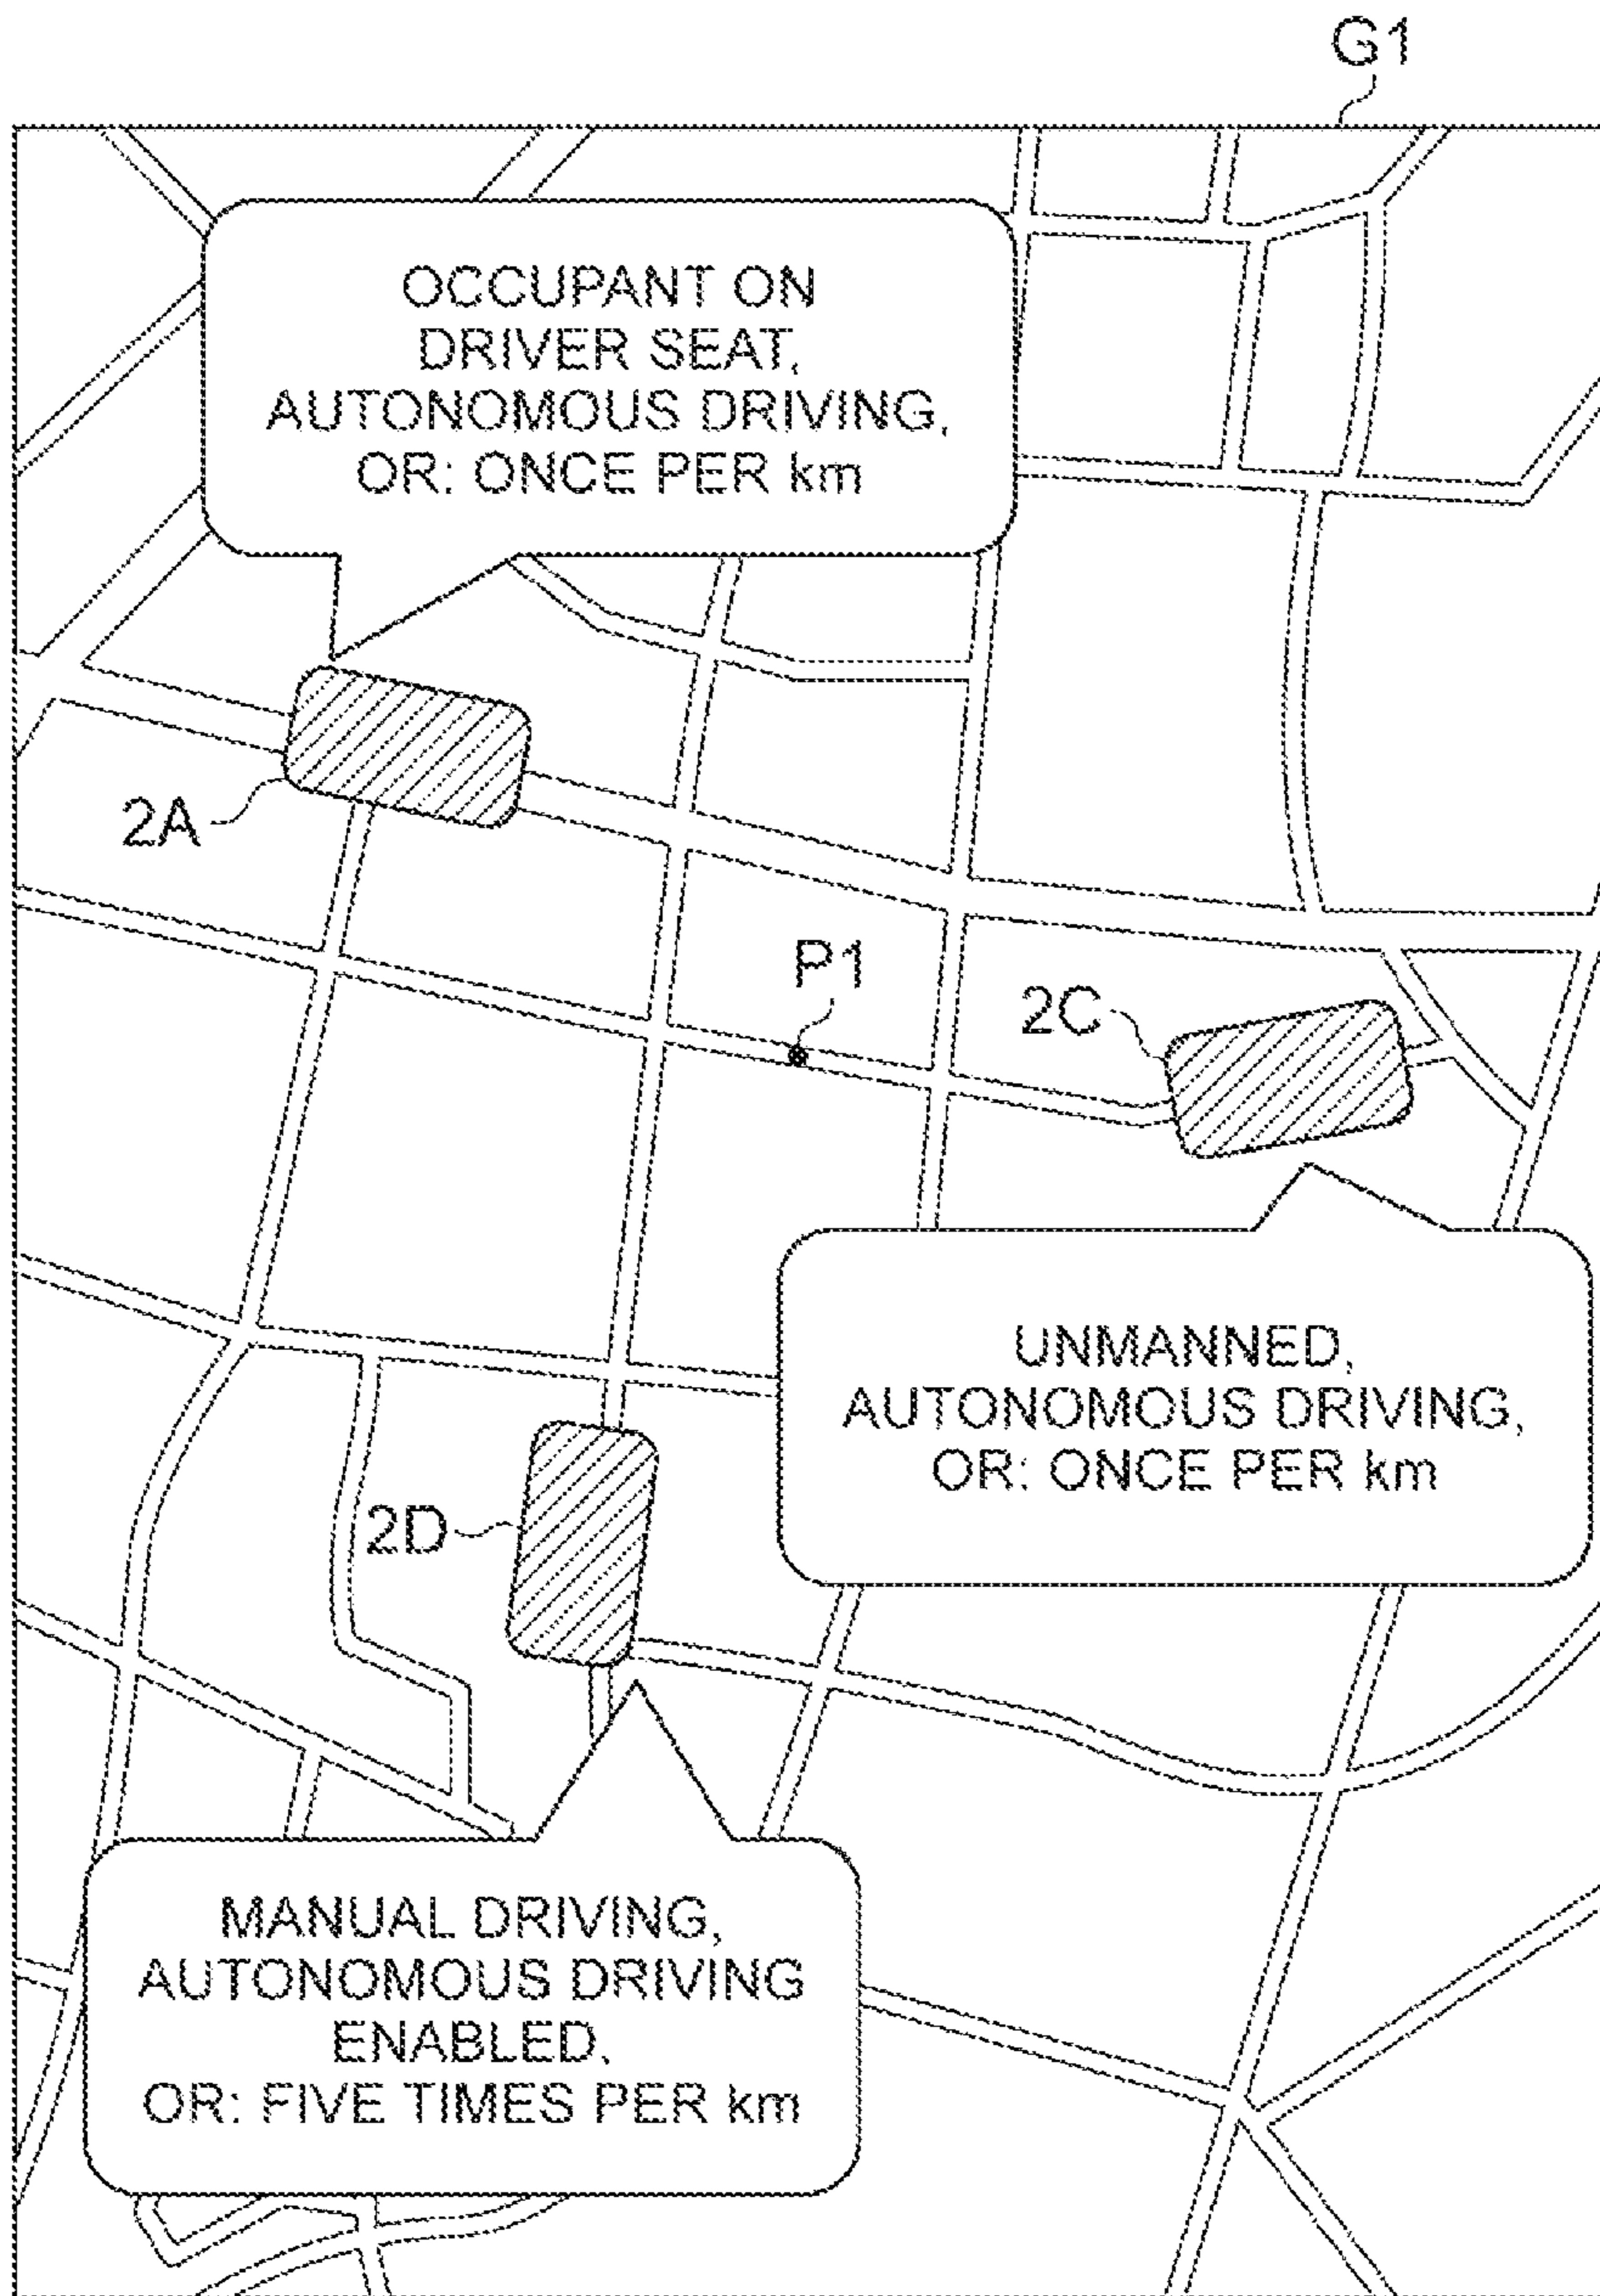 G1
OCCUPANT ON
DRIVER SEAT,
AUTONOMOUS DRIVING,
OR: ONCE PER km
2A
P1
2C
UNMANNED,
AUTONOMOUS DRIVING,
OR: ONCE PER km
2D
MANUAL DRIVING,
AUTONOMOUS DRIVING
ENABLED,
OR: FIVE TIMES PER km